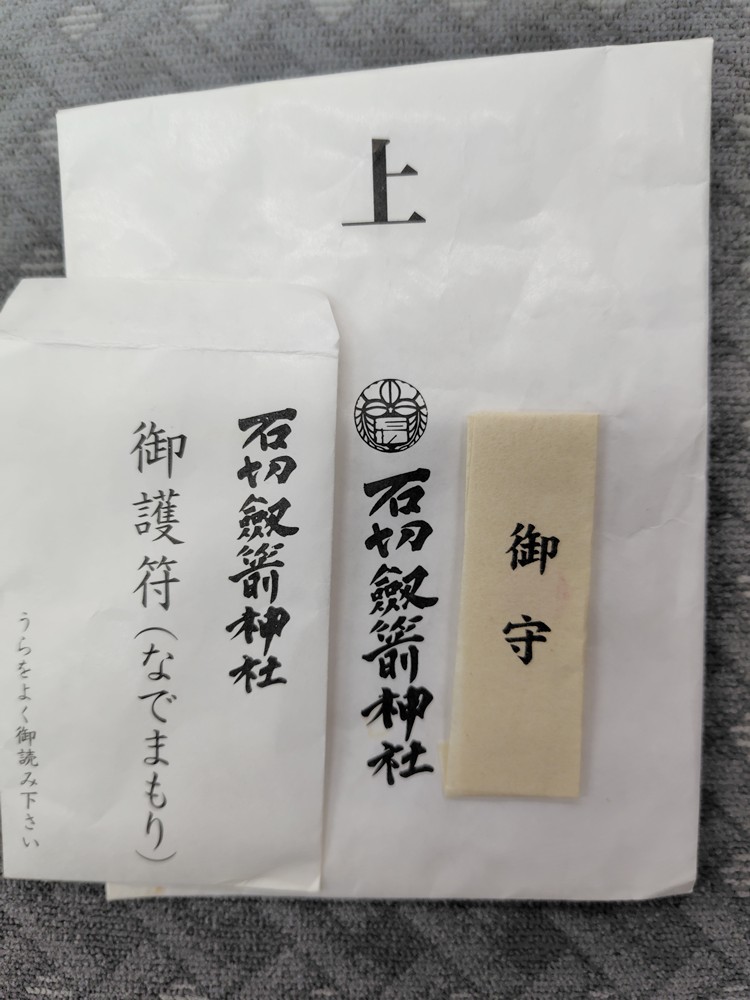 上
石切劔箭神社
御守
石切劔箭神社
御護符(なでまもり)
うらをよく御読み下さい